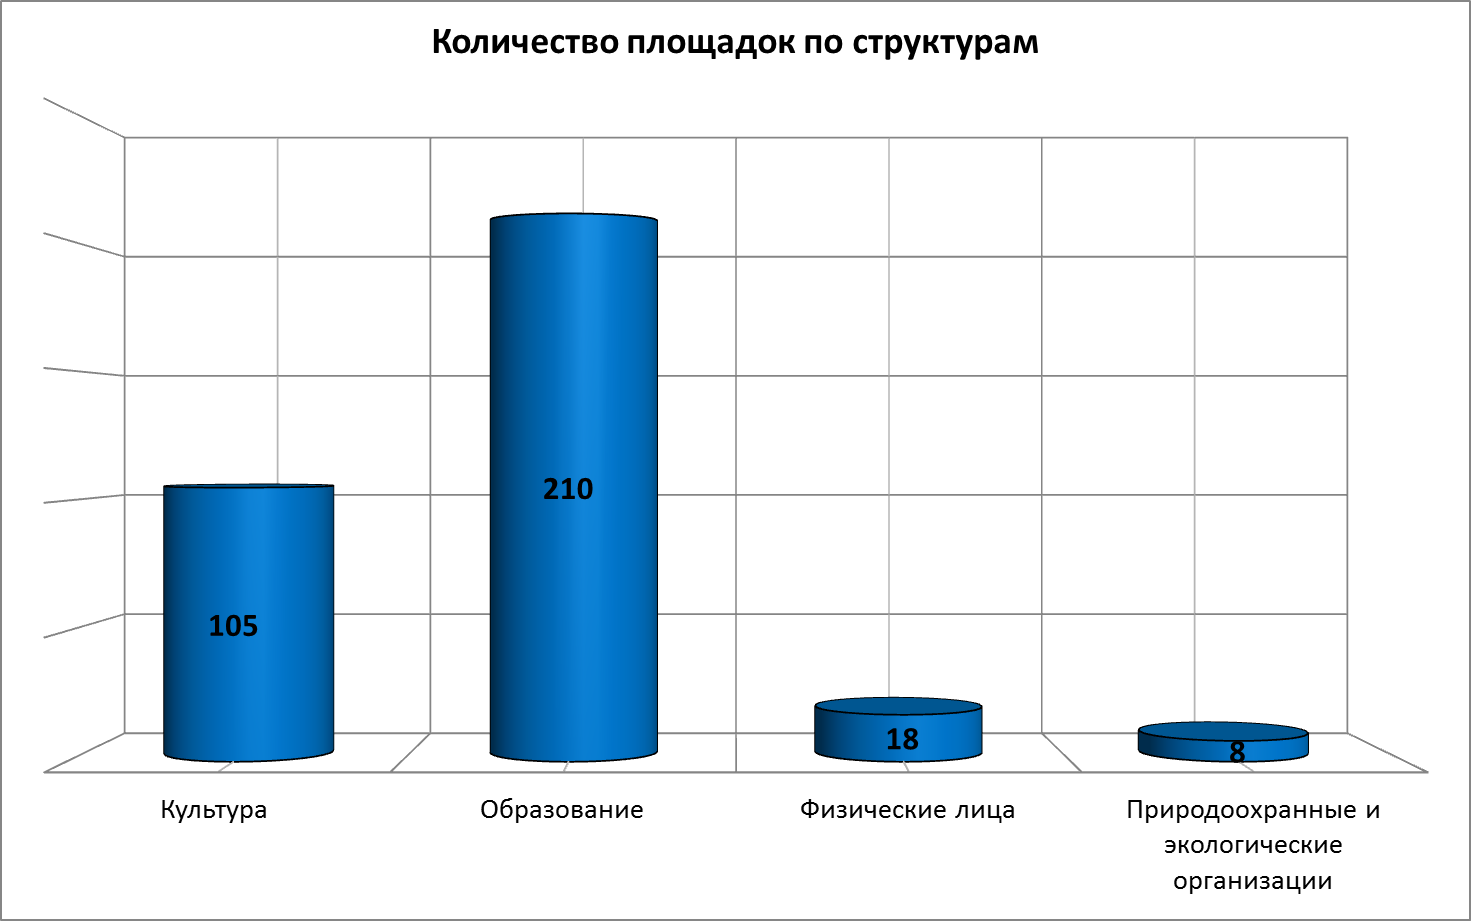 Количество площадок по структурам
105
210
18
8
Культура
Образование
Физические лица
Природоохранные и
экологические
организации